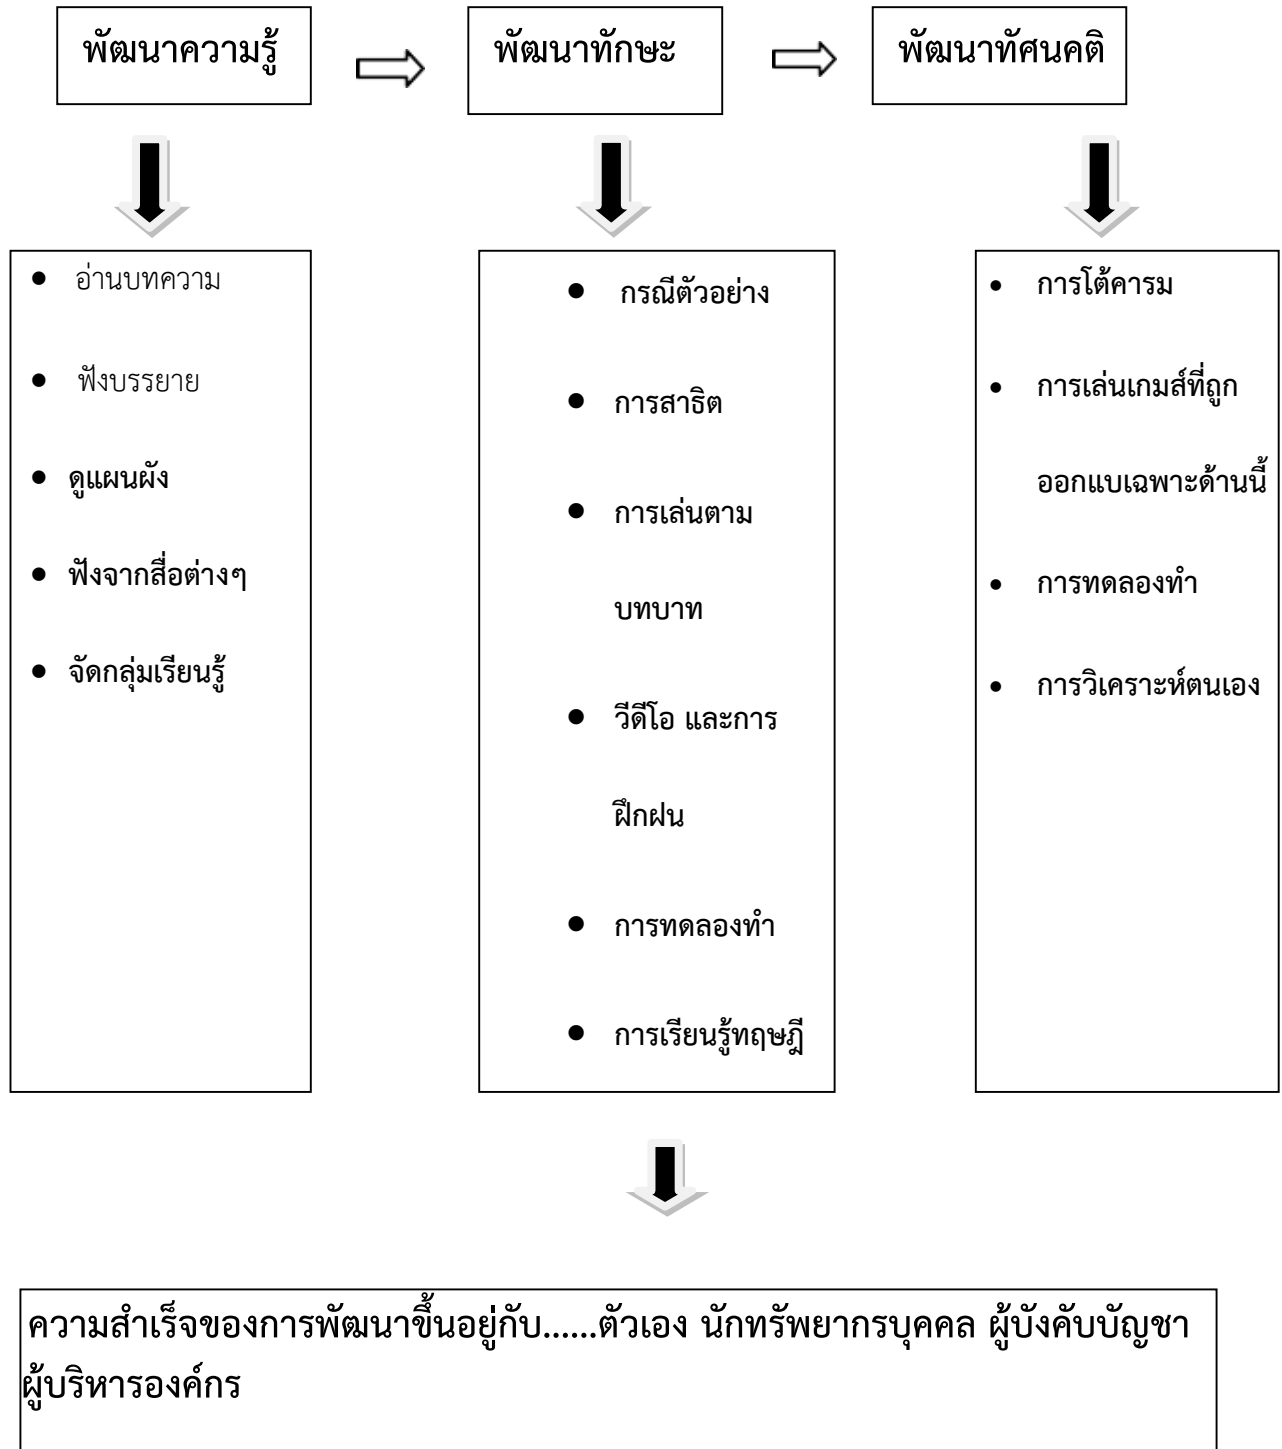 พัฒนาความรู้
พัฒนาทักษะ
พัฒนาทัศนคติ
• อ่านบทความ
• ฟังบรรยาย
• ดูแผนผัง
• ฟังจากสื่อต่างๆ
• จัดกลุ่มเรียนรู้
• กรณีตัวอย่าง
• การสาธิต
• การเล่นตาม
บทบาท
• วีดีโอ และการ
ฝึกฝน
• การทดลองทำ
• การเรียนรู้ทฤษฎี
• การโต้คารม
• การเล่นเกมส์ที่ถูก
ออกแบเฉพาะด้านนี้
• การทดลองทำ
• การวิเคราะห์ตนเอง
ความสำเร็จของการพัฒนาขึ้นอยู่กับ......ตัวเอง นักทรัพยากรบุคคล ผู้บังคับบัญชา
ผู้บริหารองค์กร